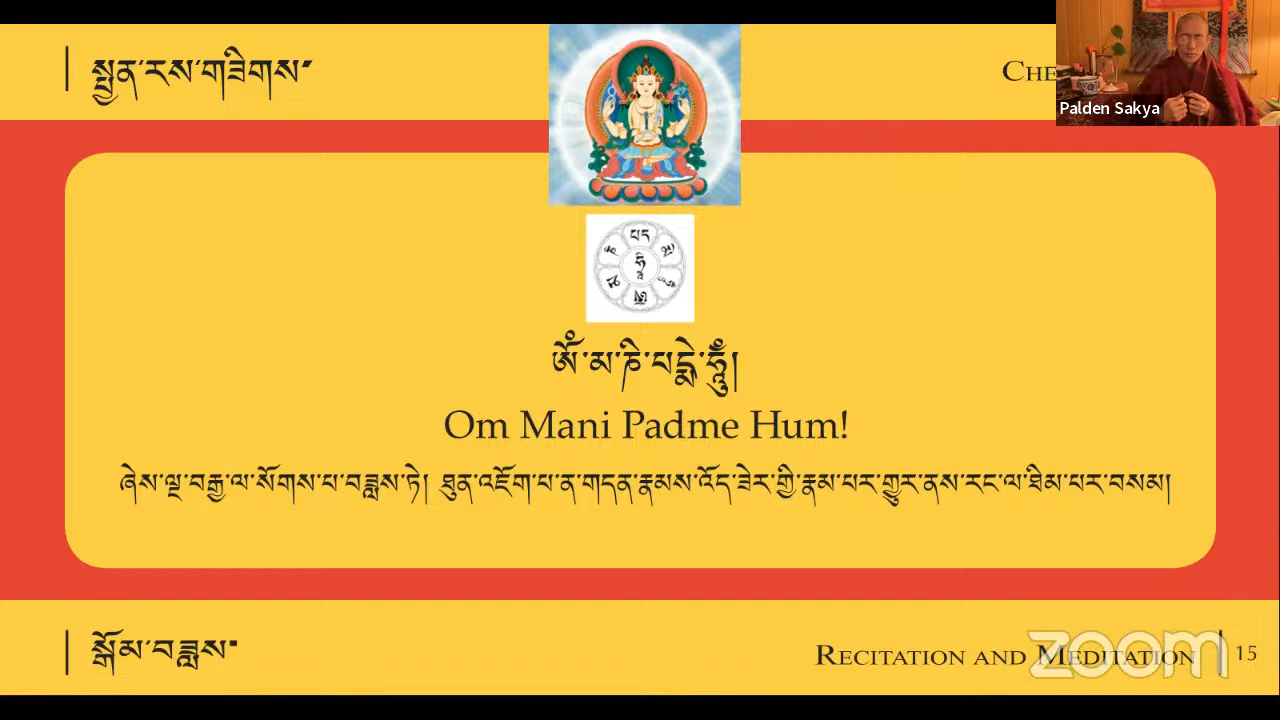 སྤྱན་རས་གཟིགས་
Che
Palden Sakya
ཨོཾ་མ་ཎི་པདྨེ་ཧཱུྃ།
Om Mani Padme Hum!
ཞེས་ལྔ་བརྒྱ་ལ་སོགས་པ་བཟླས་ཏེ། ཐུན་འཇོག་པ་ན་གདན་རྣམས་འོད་ཟེར་གྱི་རྣམ་པར་གྱུར་ནས་རང་ལ་ཐིམ་པར་བསམ།
སྒོམ་བཟླས་
Recitation and Meditation
15
zoom